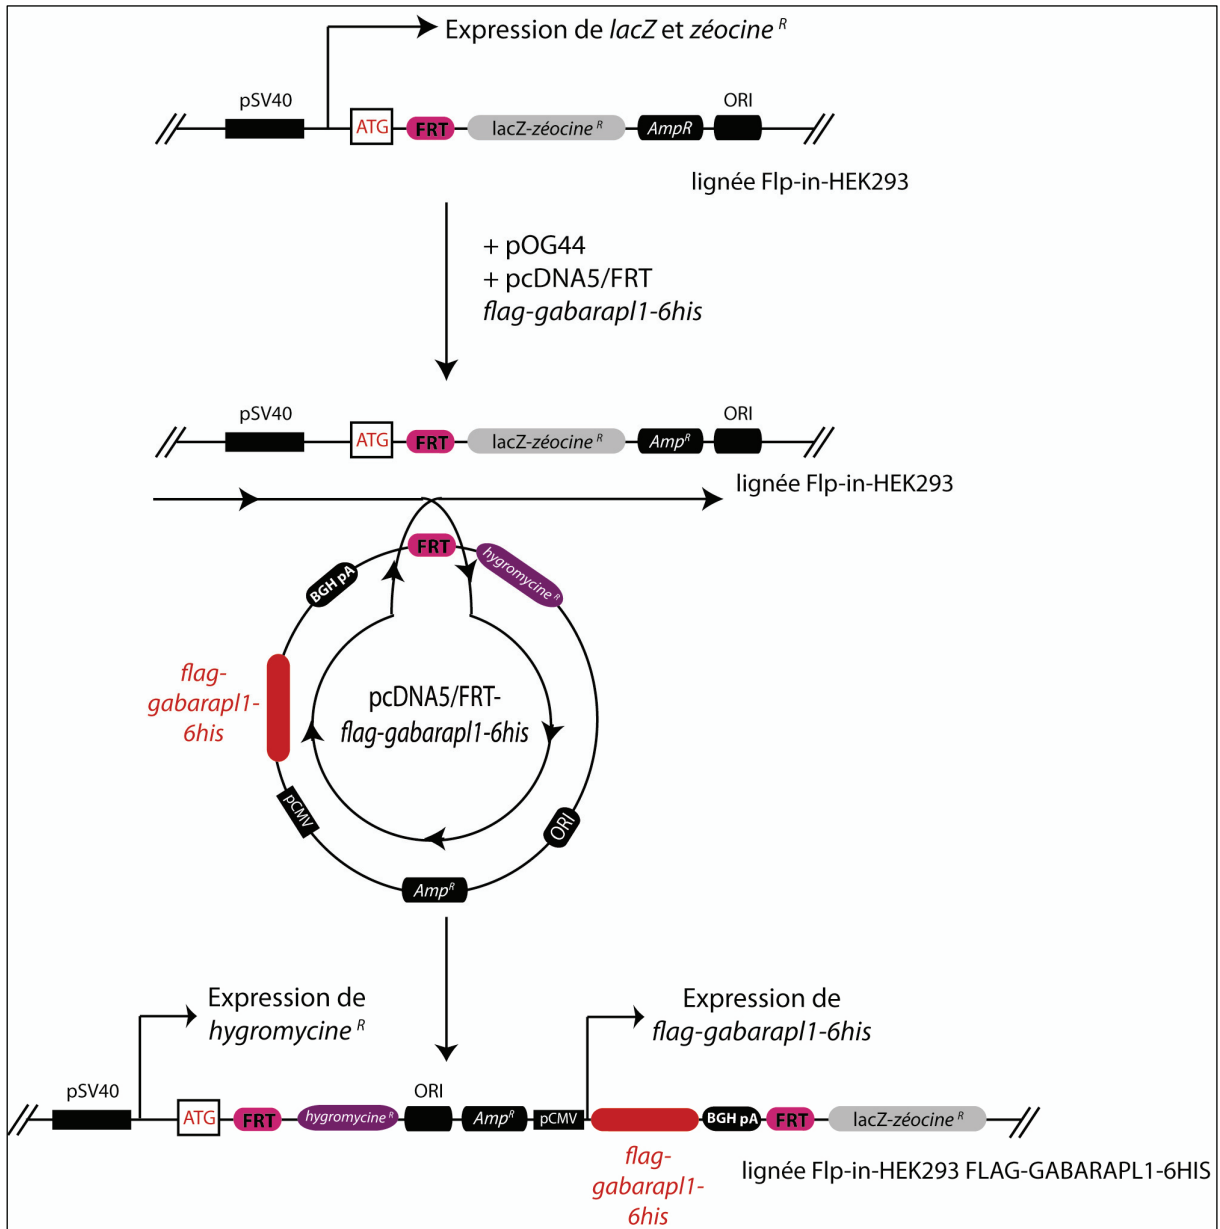 Expression de lacZ et zéocine R
pSV40
ORI
ATG
FRT
lacZ-zéocine R
AmpR
lignée Flp-in-HEK293
+ pOG44
+ pcDNA5/FRT
flag-gabarapl1-6his
pSV40
ORI
ATG
FRT
lacZ-zéocine R
Amp R
lignée Flp-in-HEK293
FRT
hygromycine R
BGH pA
flag-
gabarapl1-
6his
pcDNA5/FRT-
flag-gabarapl1-6his
pCMV
ORI
Amp R
Expression de
hygromycine R
Expression de
flag-gabarapl1-6his
pSV40
ORI
ATG
FRT
hygromycine R
Amp R
pCMV
BGH pA
FRT
lacZ-zéocine R
flag-
gabarapl1-
6his
lignée Flp-in-HEK293 FLAG-GABARAPL1-6HIS